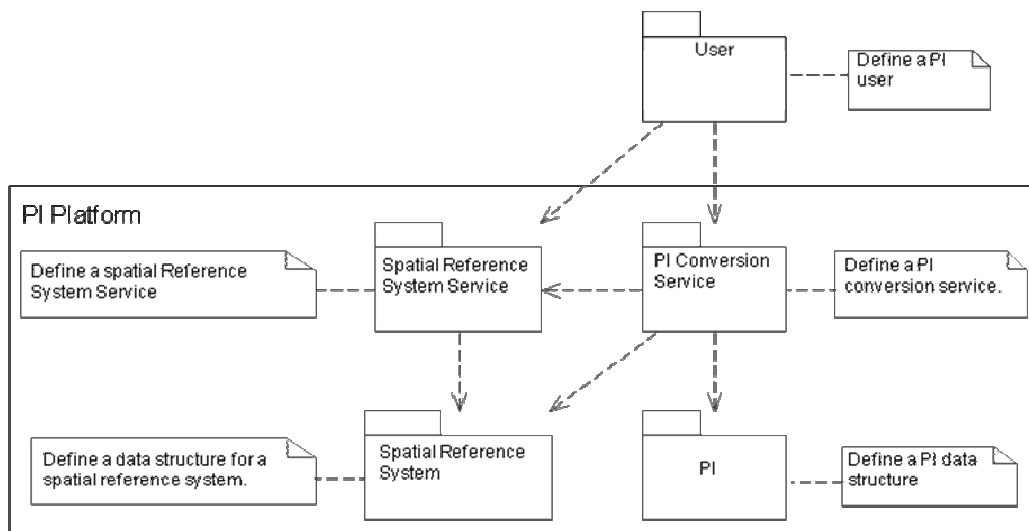 User
Define a PI
user
PI Platform
Define a spatial Reference
System Service
Spatial Reference
System Service
PI Conversion
Service
Define a PI
conversion service.
Define a data structure for a
spatial reference system.
Spatial Reference
System
PI
Define a PI data
structure